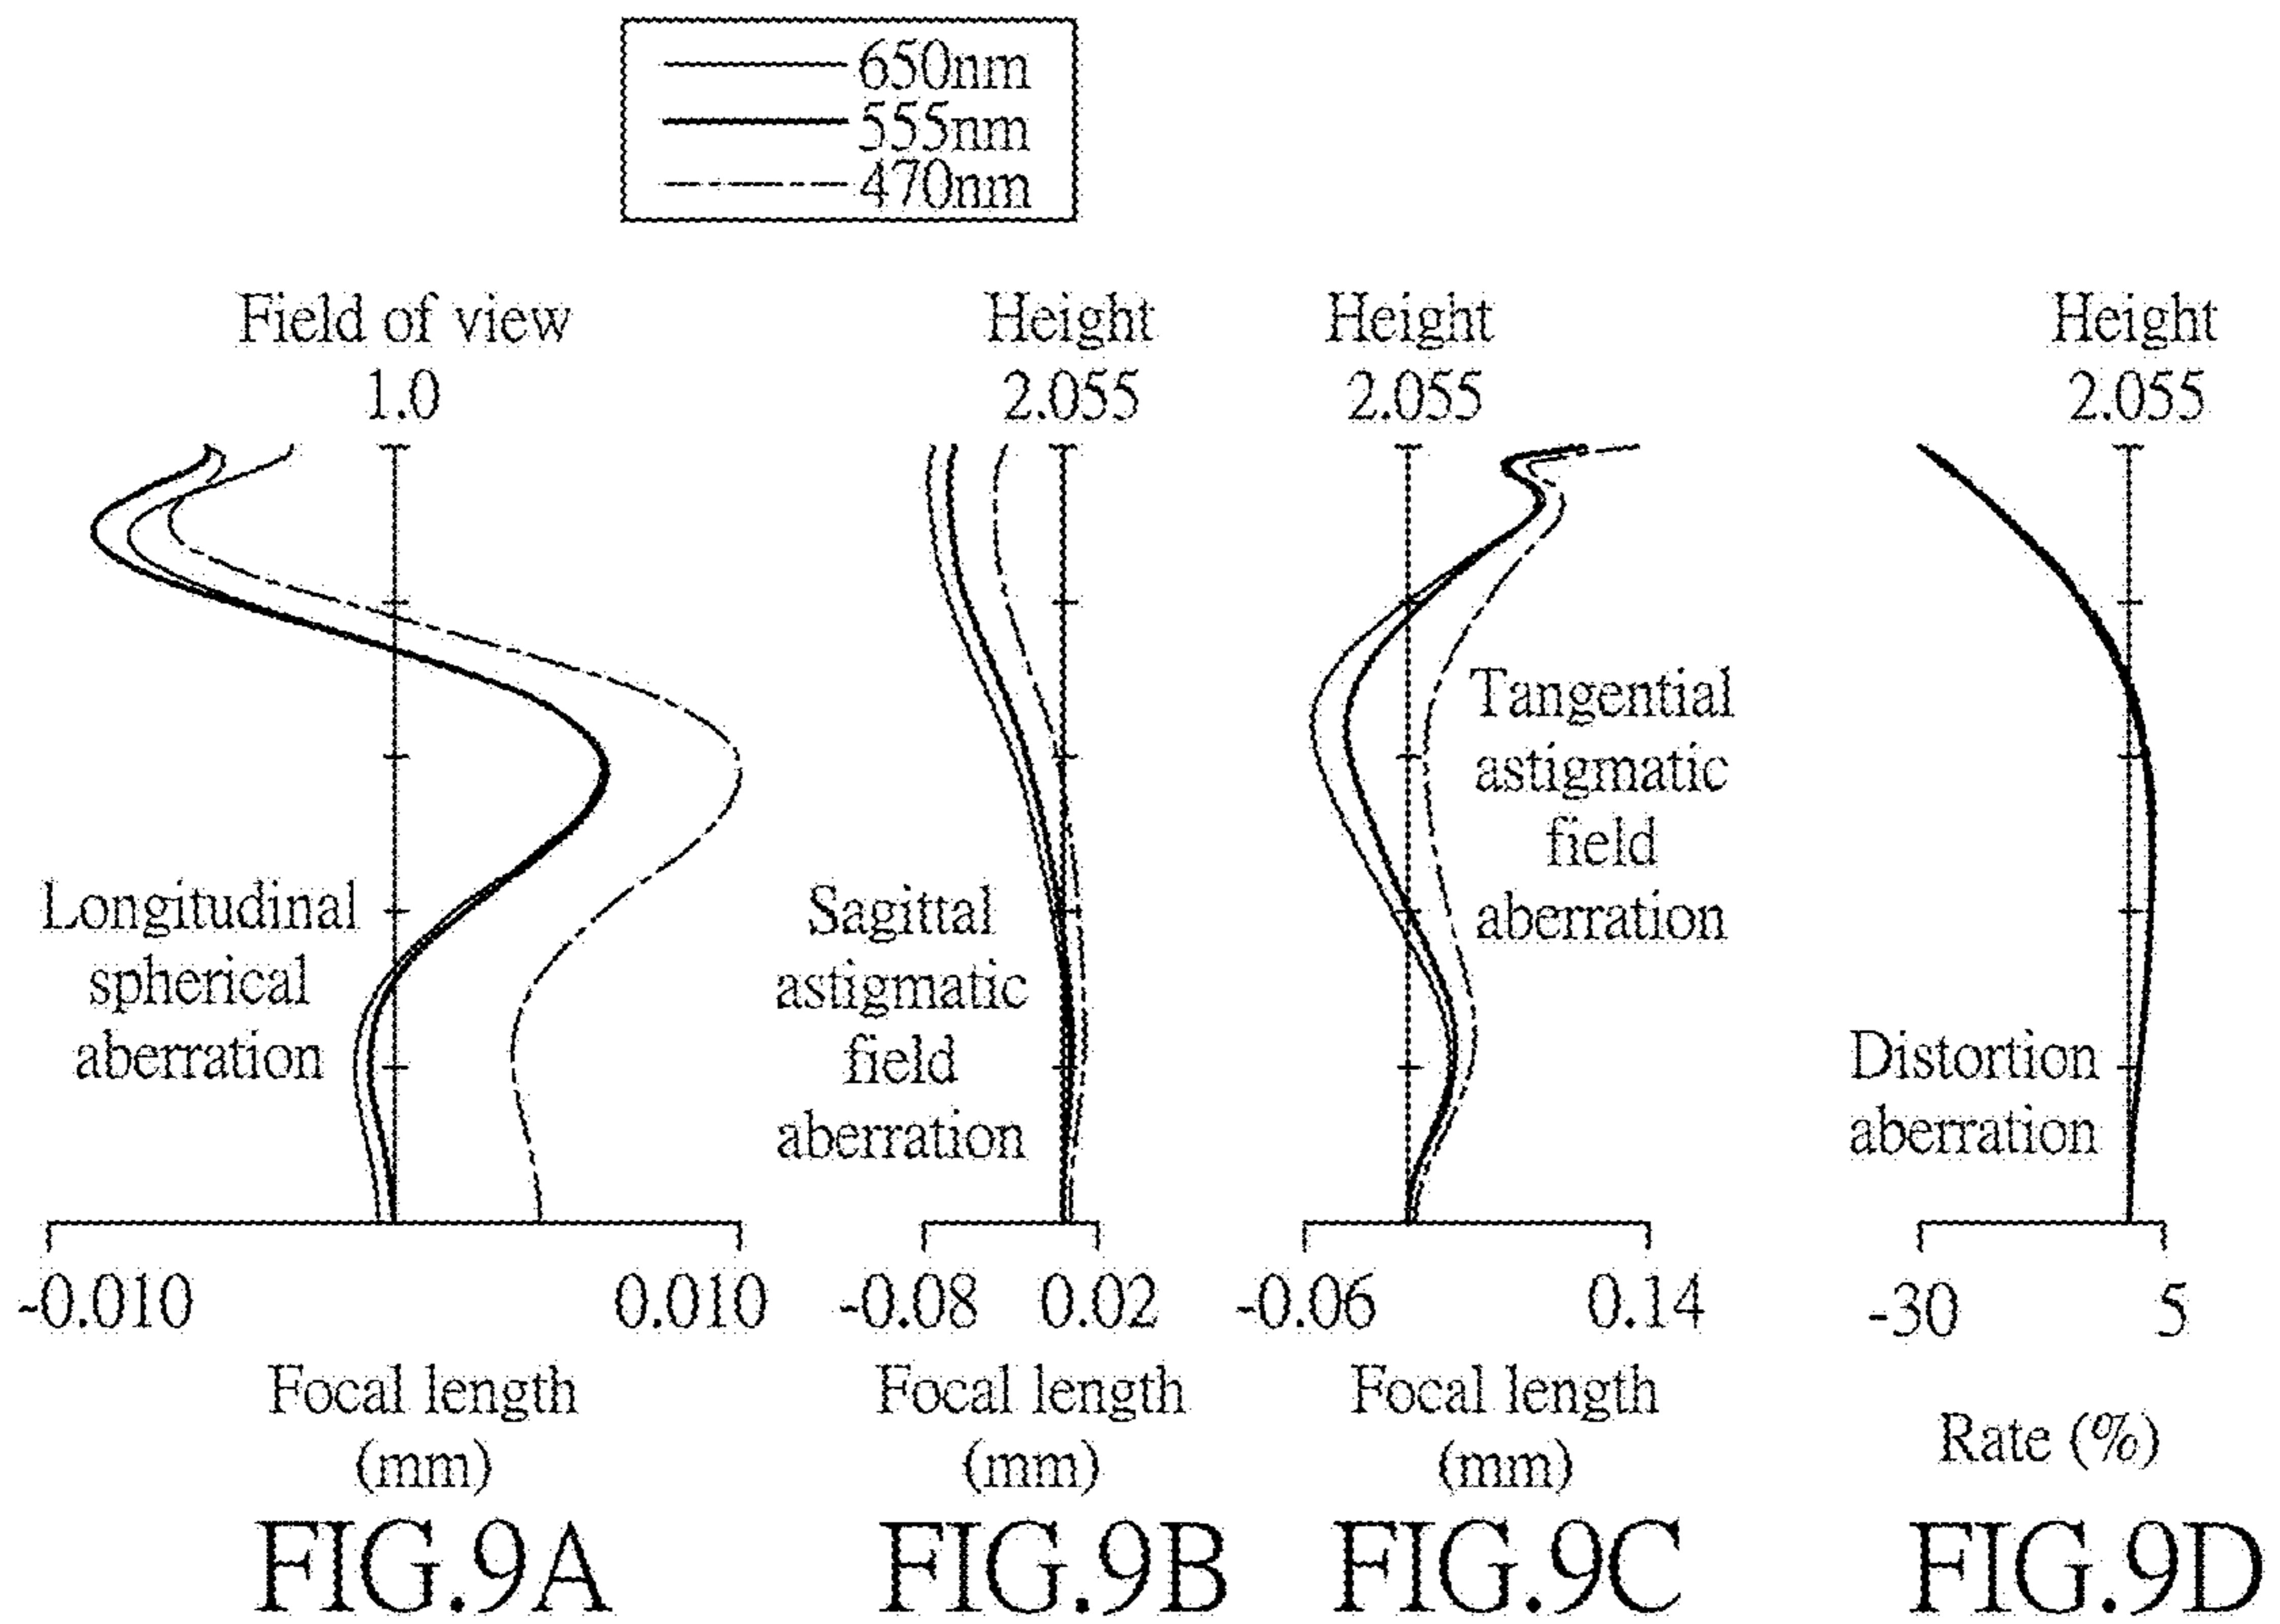 650nm
555nm
470nm
Field of view
1.0
Longitudinal
spherical
aberration
-0.010
0.010
Focal length
(mm)
FIG.9A
Height
2.055
Sagittal
astigmatic
field
aberration
-0.08
0.02
Focal length
(mm)
FIG.9B
Height
2.055
Tangential
astigmatic
field
aberration
-0.06
0.14
Focal length
(mm)
FIG.9C
Height
2.055
Distortion
aberration
-30
5
Rate (%)
FIG.9D